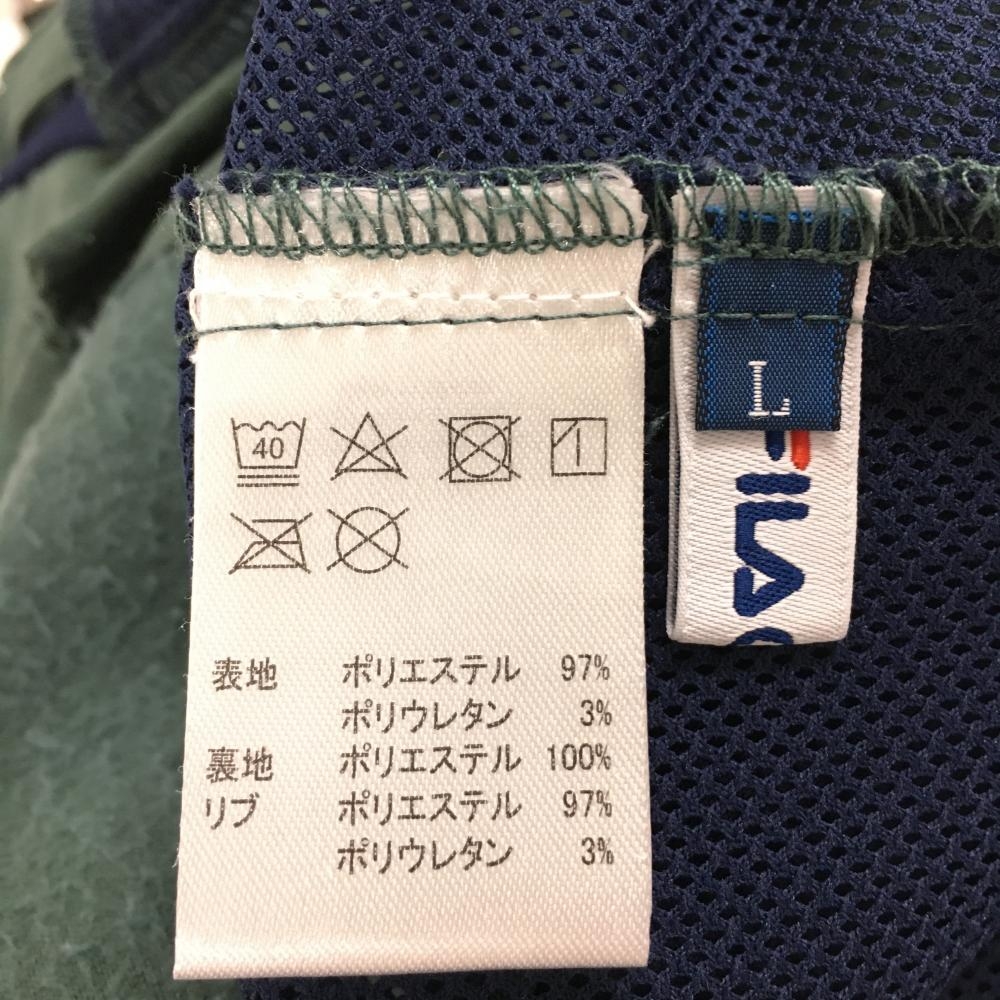 40
表地 ポリエステル 97%
ポリウレタン 3%
裏地 ポリエステル 100%
リブ ポリエステル 97%
ポリウレタン 3%
L
FILA